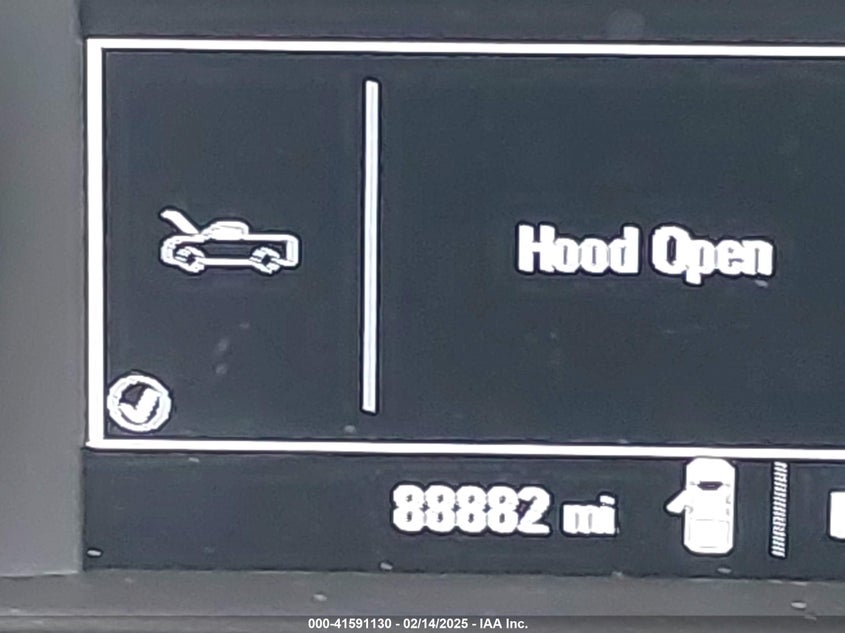 Hood Open
88882 mi
000-41591130 - 02/14/2025 - IAA Inc.